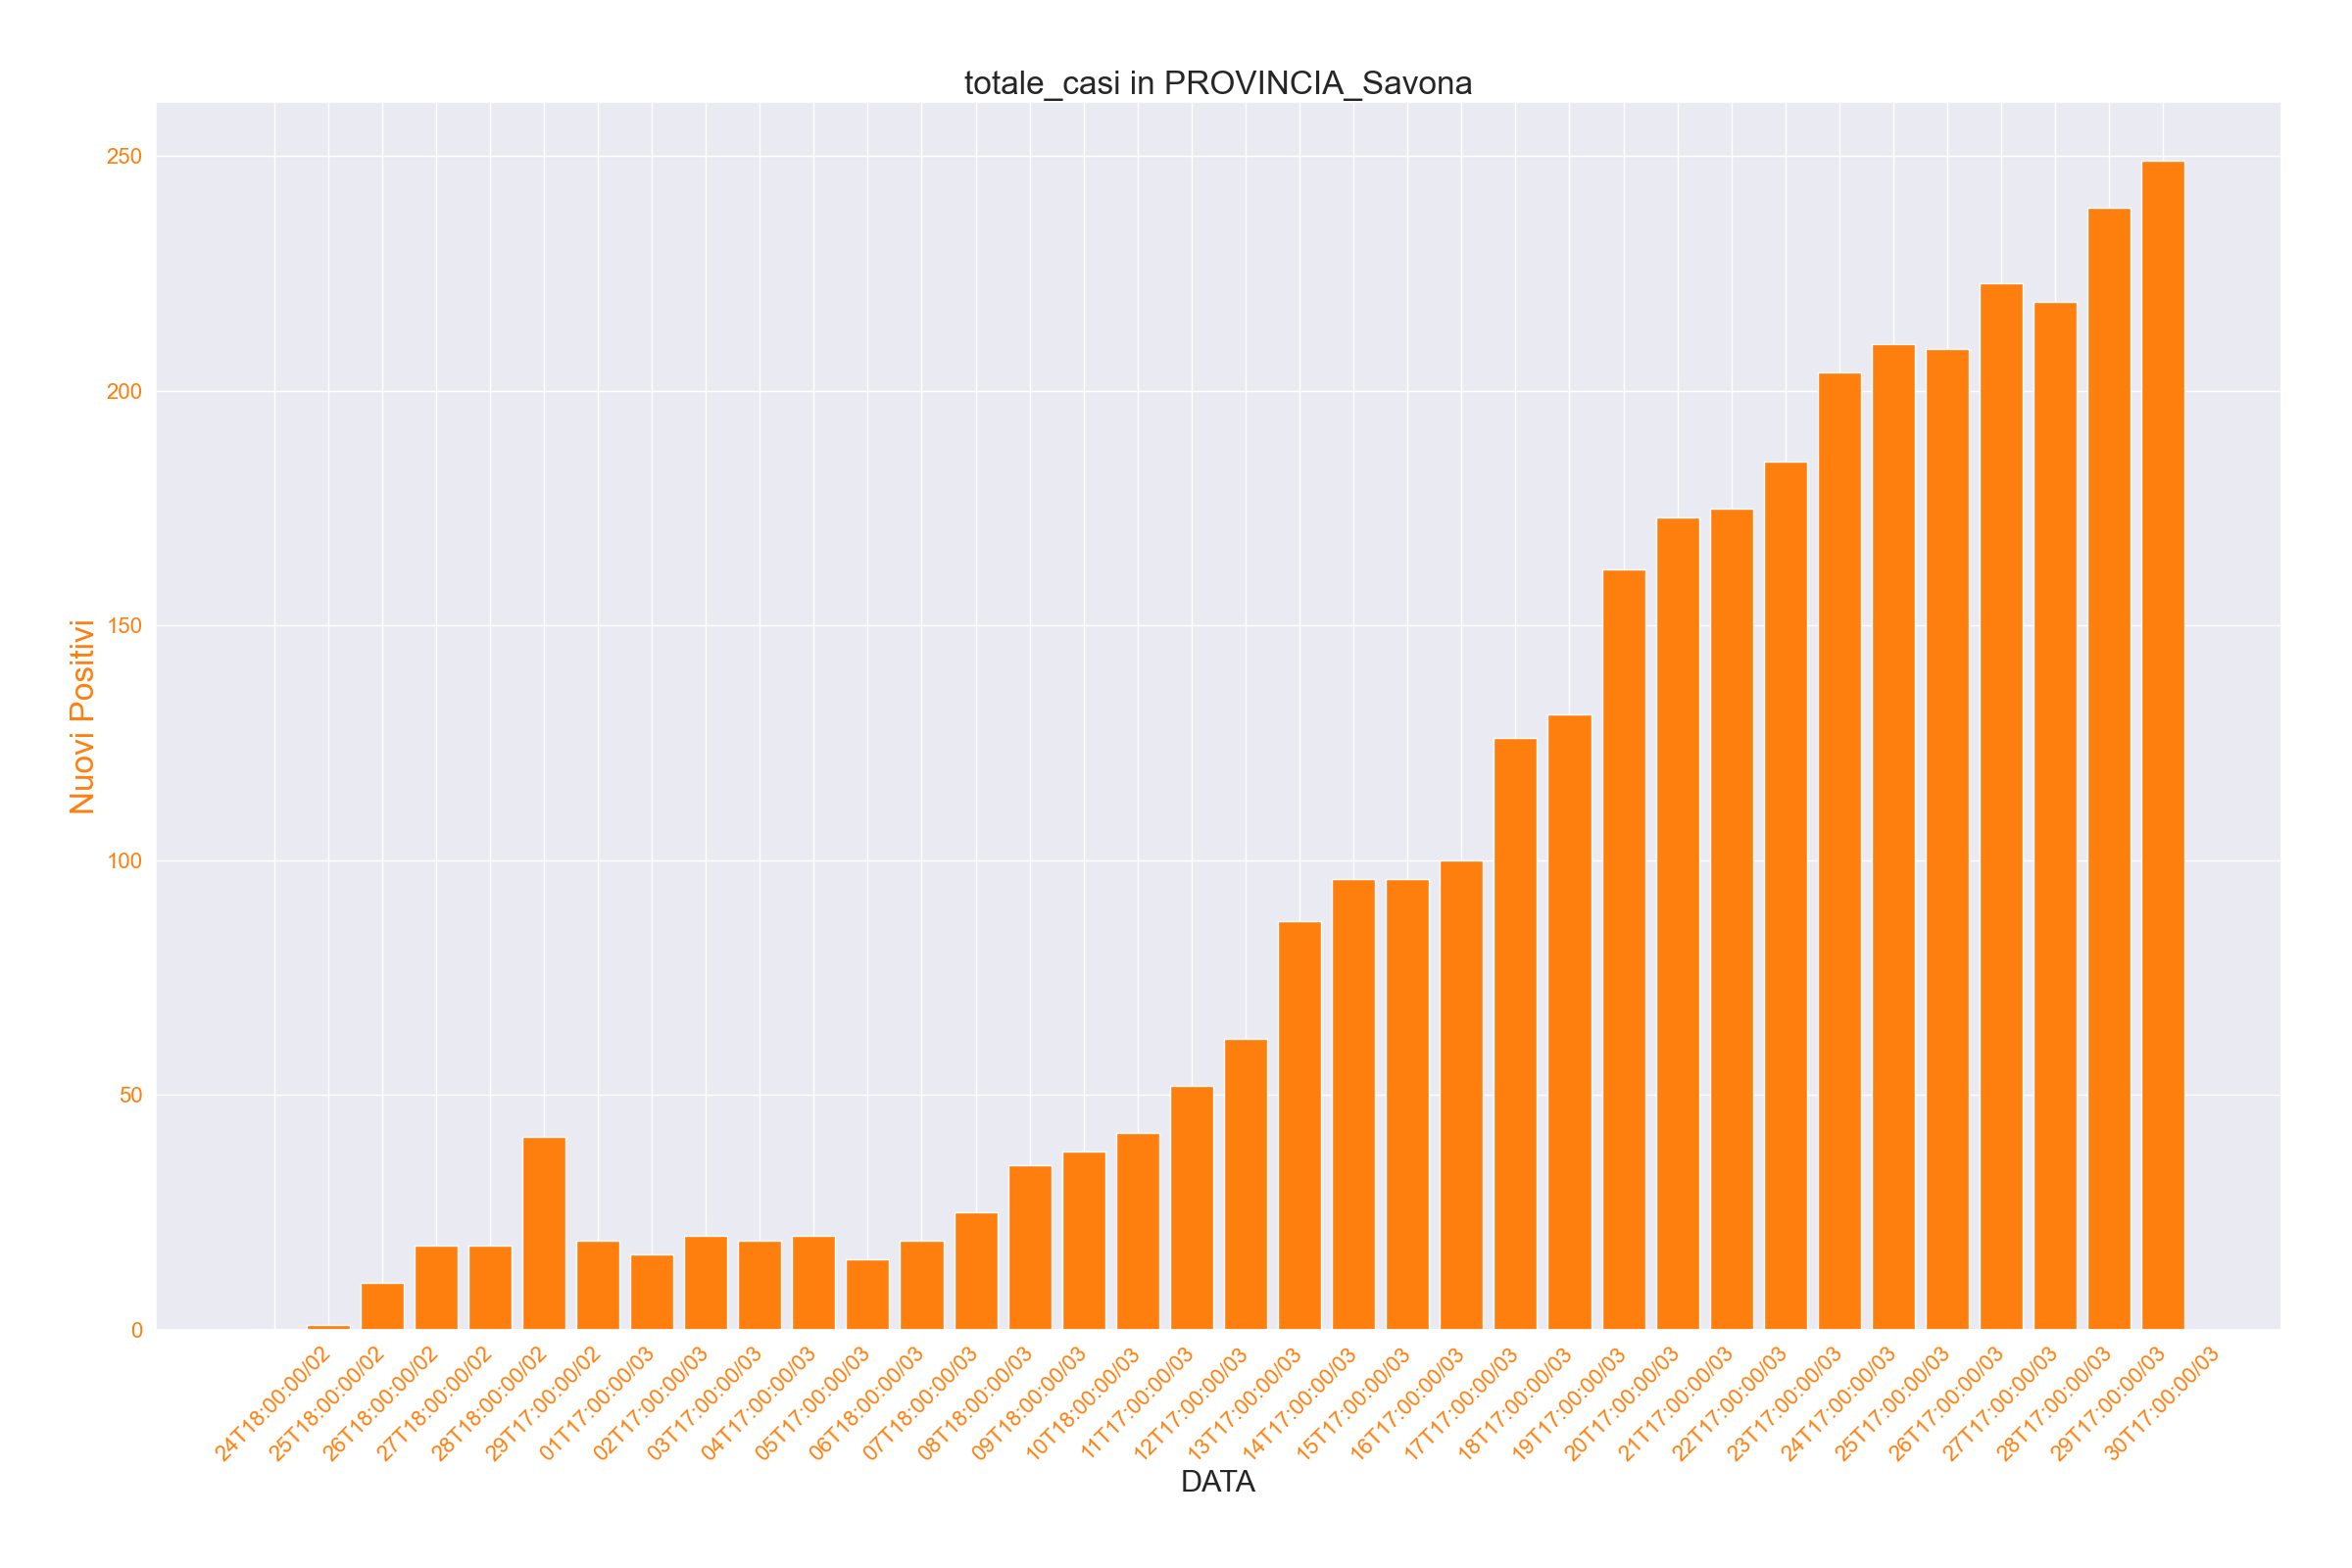 totale_casi in PROVINCIA_Savona
250
200
150
100
50
0
Nuovi Positivi
24T18:00:00/02
25T18:00:00/02
26T18:00:00/02
27T18:00:00/02
28T18:00:00/02
29T17:00:00/02
01T17:00:00/03
02T17:00:00/03
03T17:00:00/03
04T17:00:00/03
05T17:00:00/03
06T18:00:00/03
07T18:00:00/03
08T18:00:00/03
09T18:00:00/03
10T18:00:00/03
11T17:00:00/03
12T17:00:00/03
13T17:00:00/03
14T17:00:00/03
15T17:00:00/03
16T17:00:00/03
17T17:00:00/03
18T17:00:00/03
19T17:00:00/03
20T17:00:00/03
21T17:00:00/03
22T17:00:00/03
23T17:00:00/03
24T17:00:00/03
25T17:00:00/03
26T17:00:00/03
27T17:00:00/03
28T17:00:00/03
29T17:00:00/03
30T17:00:00/03
DATA